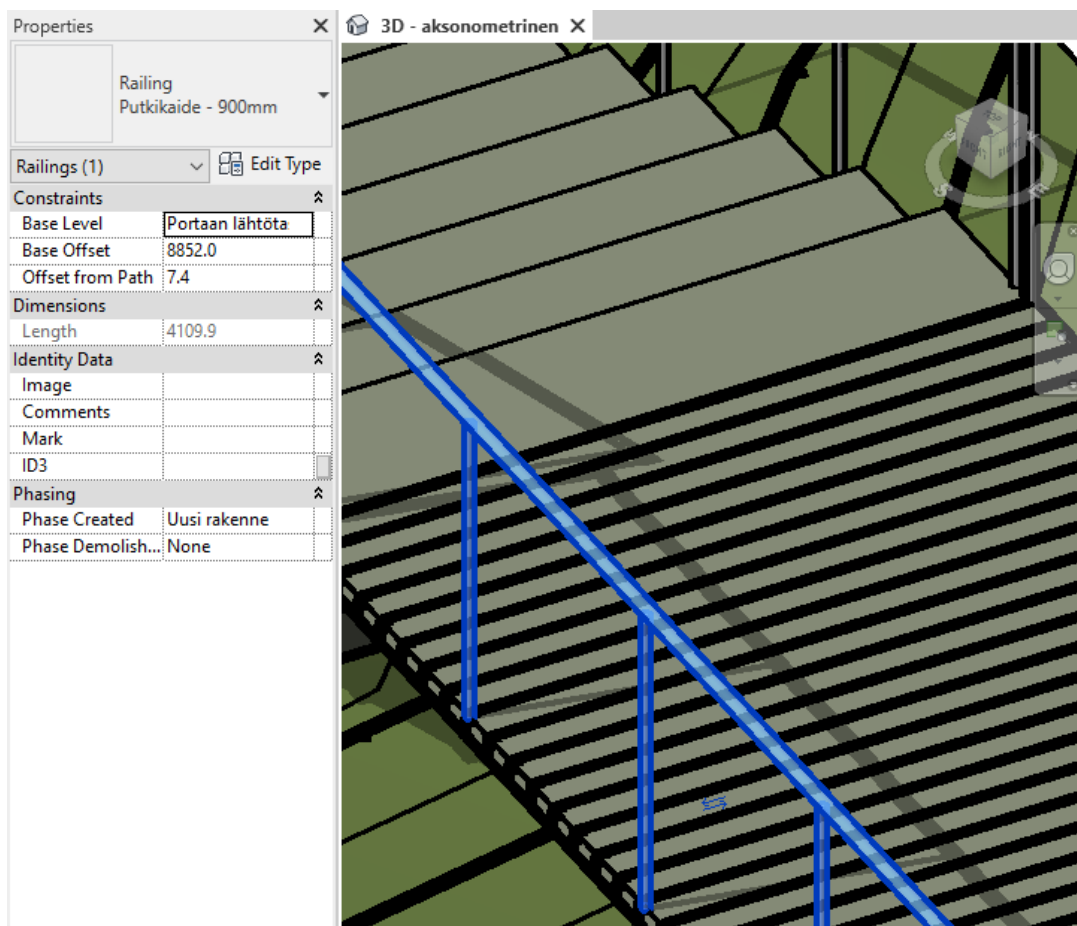 Properties
3D - aksonometrinen
Railing
Putkikaide - 900mm
Railings (1)
Edit Type
Constraints
Base Level Portaan lähtöta
Base Offset 8852.0
Offset from Path 7.4
Dimensions
Length 4109.9
Identity Data
Image
Comments
Mark
ID3
Phasing
Phase Created Uusi rakenne
Phase Demolish... None
FRONT
RIGHT
S
E